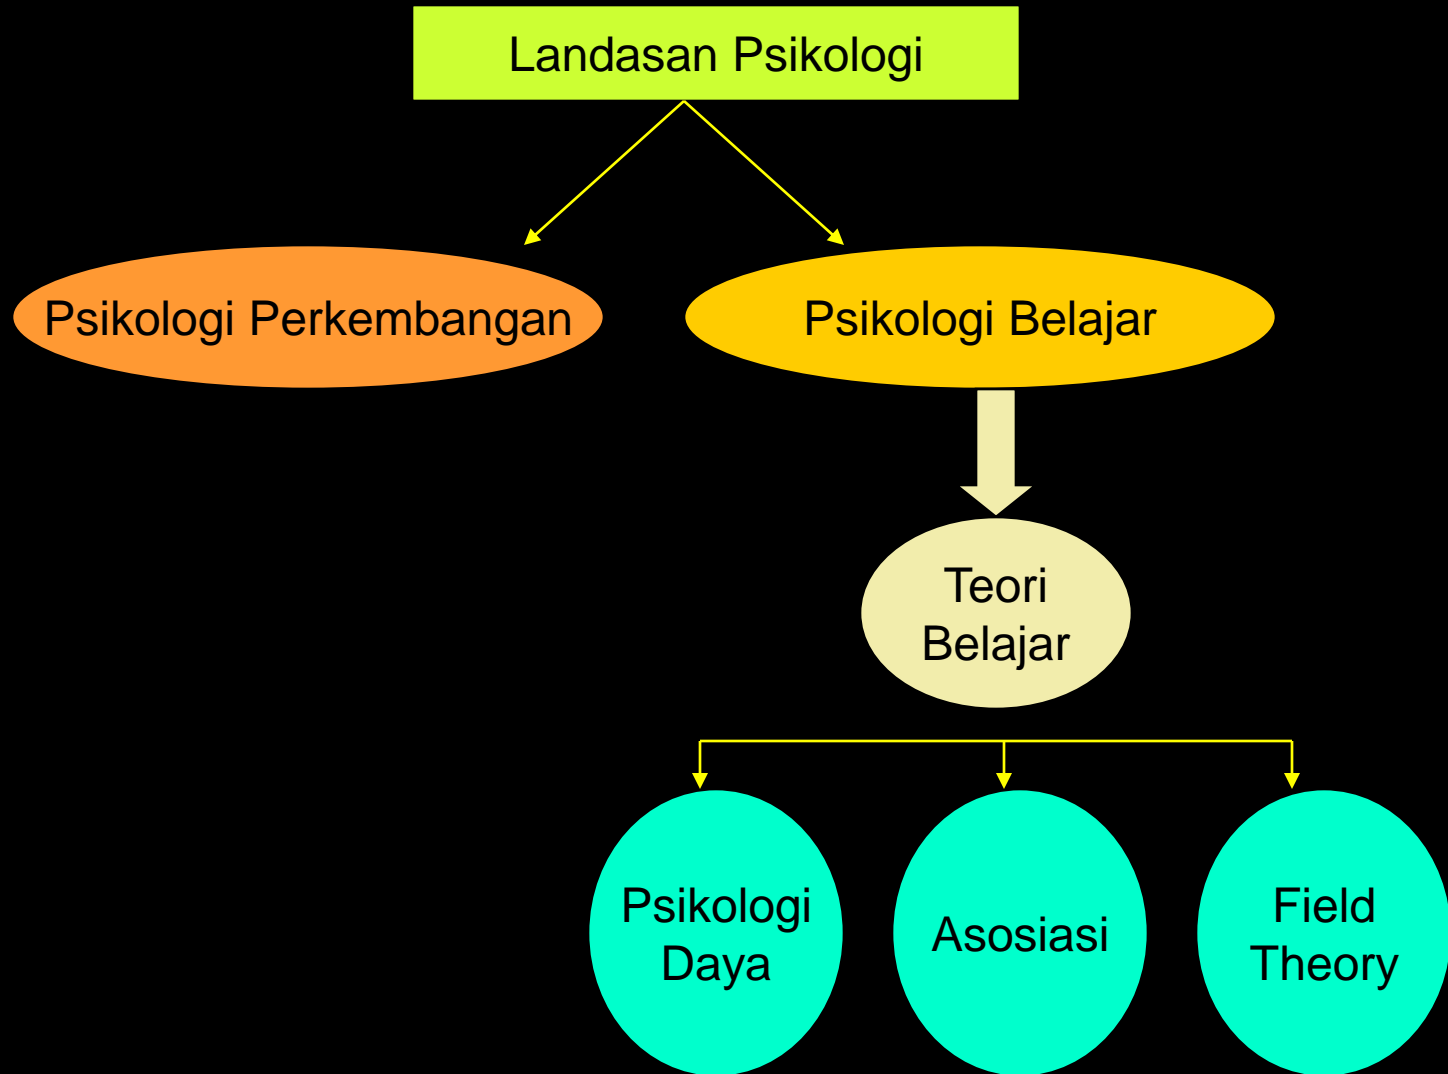 Landasan Psikologi
Psikologi Perkembangan
Psikologi Belajar
Teori
Belajar
Psikologi
Daya
Asosiasi
Field
Theory